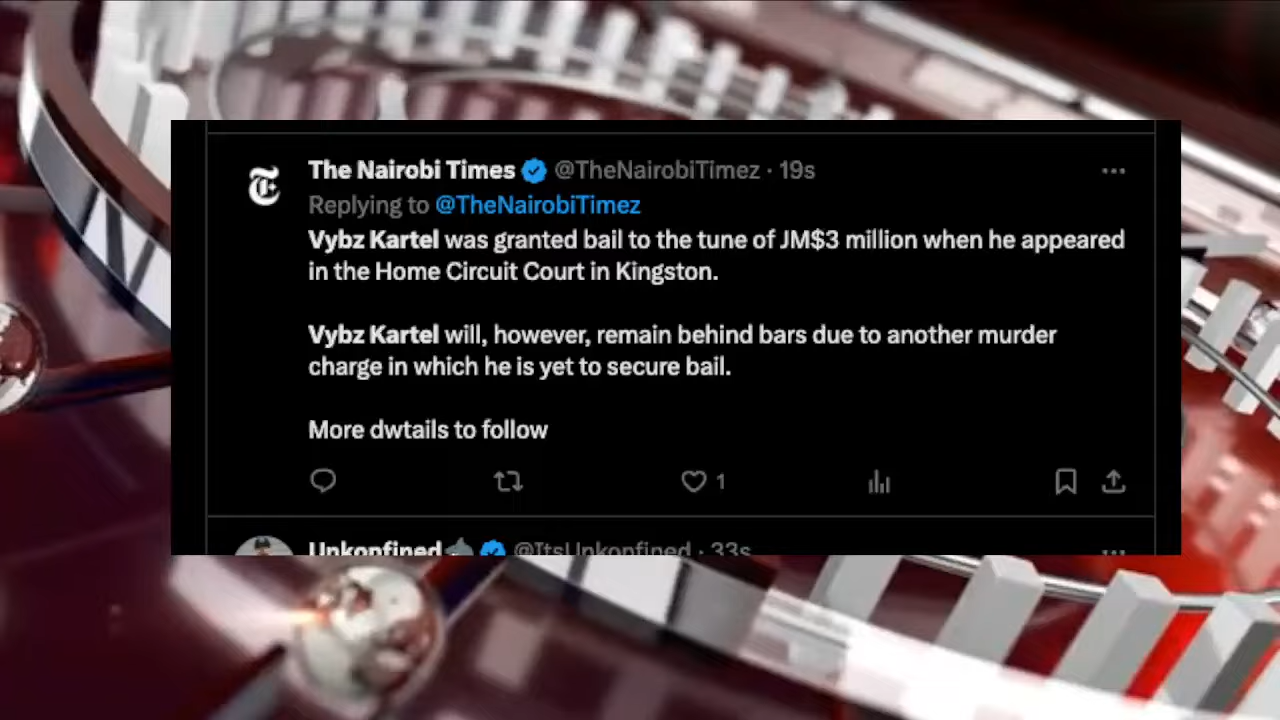 The Nairobi Times @TheNairobiTimez · 19s
Replying to @TheNairobiTimez
Vybz Kartel was granted bail to the tune of JM$3 million when he appeared
in the Home Circuit Court in Kingston.
Vybz Kartel will, however, remain behind bars due to another murder
charge in which he is yet to secure bail.
More dwtails to follow
1
Unkonfined @ItsUnkonfined · 33s